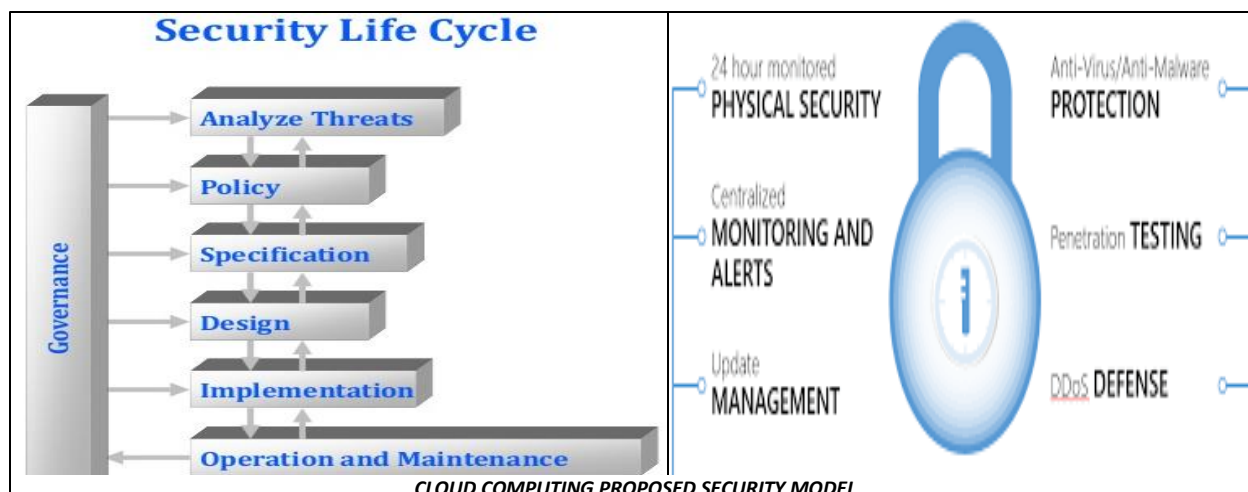 Security Life Cycle
Governance
Analyze Threats
Policy
Specification
Design
Implementation
Operation and Maintenance
24 hour monitored
PHYSICAL SECURITY
Centralized
MONITORING AND
ALERTS
Update
MANAGEMENT
Anti-Virus/Anti-Malware
PROTECTION
Penetration TESTING
DDoS DEFENSE
CLOUD COMPUTING PROPOSED SECURITY MODEL